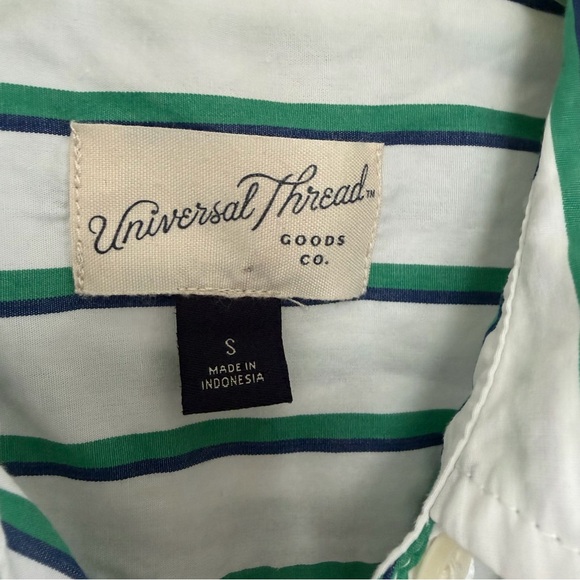 Universal Thread™
GOODS
CO.
S
MADE IN
INDONESIA